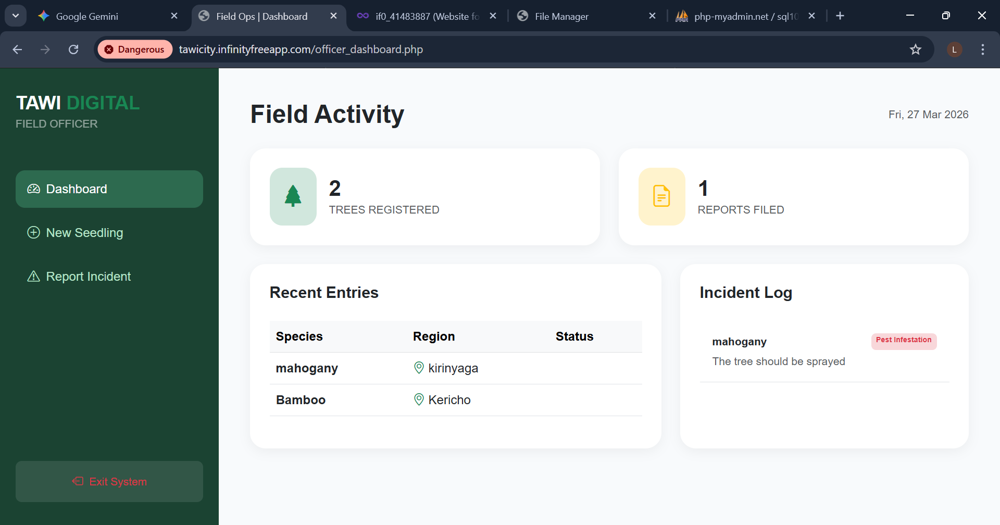 Google Gemini
Field Ops | Dashboard
if0_41483887 (Website fo
File Manager
php-myadmin.net / sql10
Dangerous
tawicity.infinityfreeapp.com/officer_dashboard.php
L
TAWI DIGITAL
FIELD OFFICER
Dashboard
New Seedling
Report Incident
Exit System
Field Activity
Fri, 27 Mar 2026
2
TREES REGISTERED
1
REPORTS FILED
Recent Entries
Species Region Status
mahogany kirinyaga
Bamboo Kericho
Incident Log
mahogany Pest Infestation
The tree should be sprayed